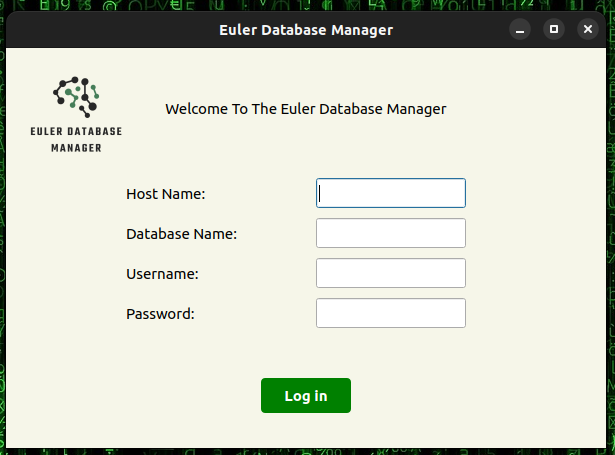 Euler Database Manager
EULER DATABASE
MANAGER
Welcome To The Euler Database Manager
Host Name:
Database Name:
Username:
Password:
Log in